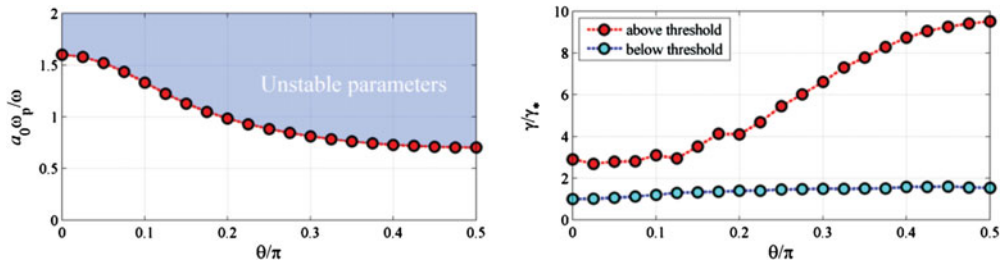 2
1.5
1
0.5
0
a₀ωₚ/ω
Unstable parameters
0 0.1 0.2 0.3 0.4 0.5
θ/π
10
8
6
4
2
0
γ/γ*
above threshold
below threshold
0 0.1 0.2 0.3 0.4 0.5
θ/π